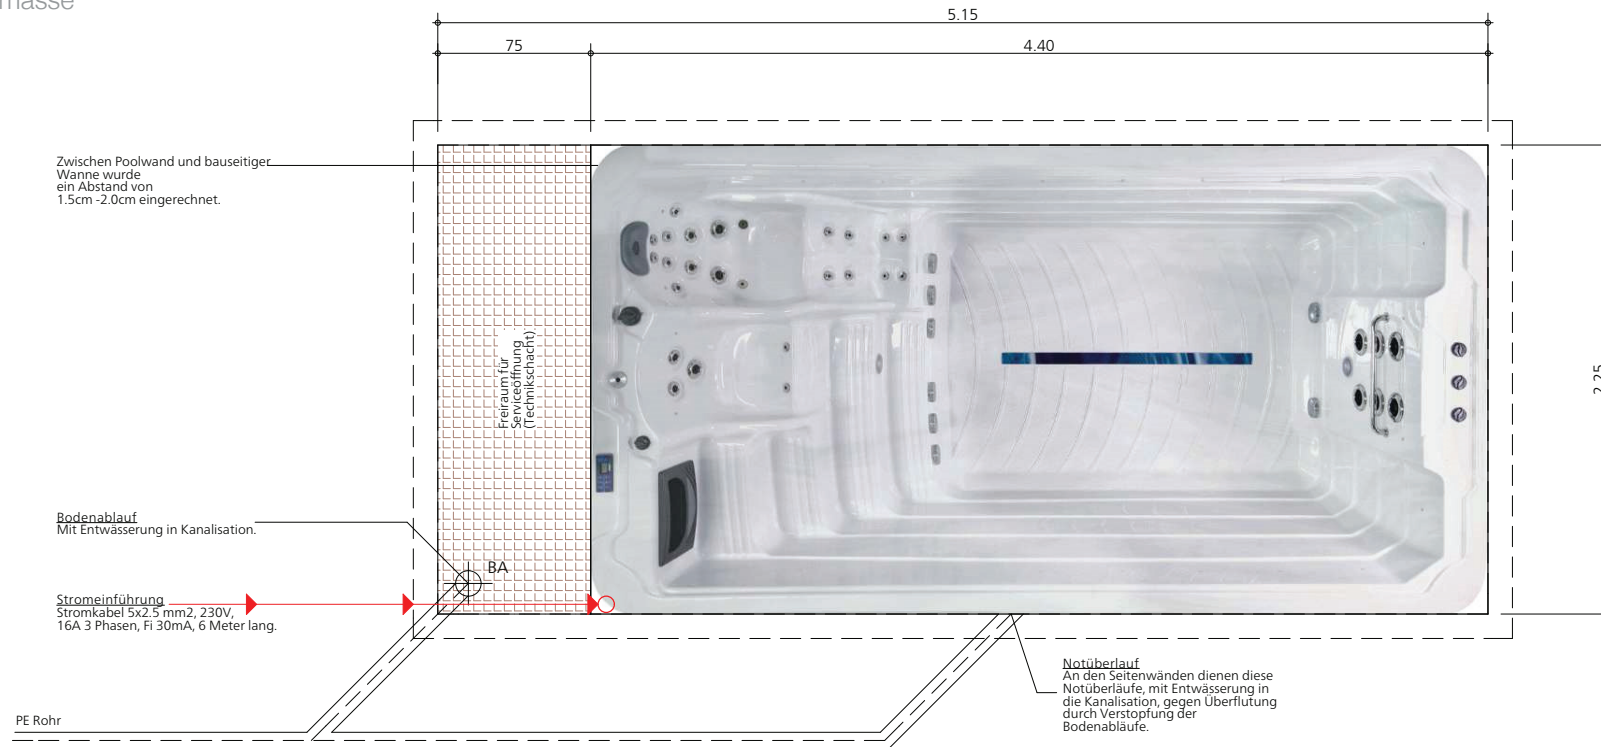 masse
5.15
75
4.40
Zwischen Poolwand und bauseitiger
Wanne wurde
ein Abstand von
1.5cm -2.0cm eingerechnet.
Freiraum für
Serviceöffnung
(Technikschacht)
2.25
Bodenablauf
Mit Entwässerung in Kanalisation.
BA
Stromeinführung
Stromkabel 5x2.5 mm2, 230V,
16A 3 Phasen, Fi 30mA, 6 Meter lang.
Notüberlauf
An den Seitenwänden dienen diese
Notüberläufe, mit Entwässerung in
die Kanalisation, gegen Überflutung
durch Verstopfung der
Bodenabläufe.
PE Rohr